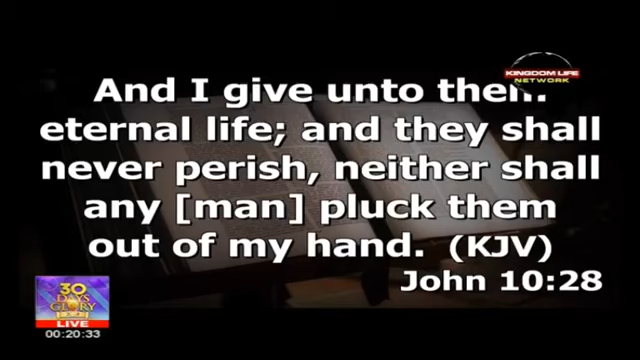 KINGDOM LIFE
NETWORK
And I give unto them
eternal life; and they shall
never perish, neither shall
any [man] pluck them
out of my hand. (KJV)
John 10:28
30
DAYS
GLORY
LIVE
00:20:33